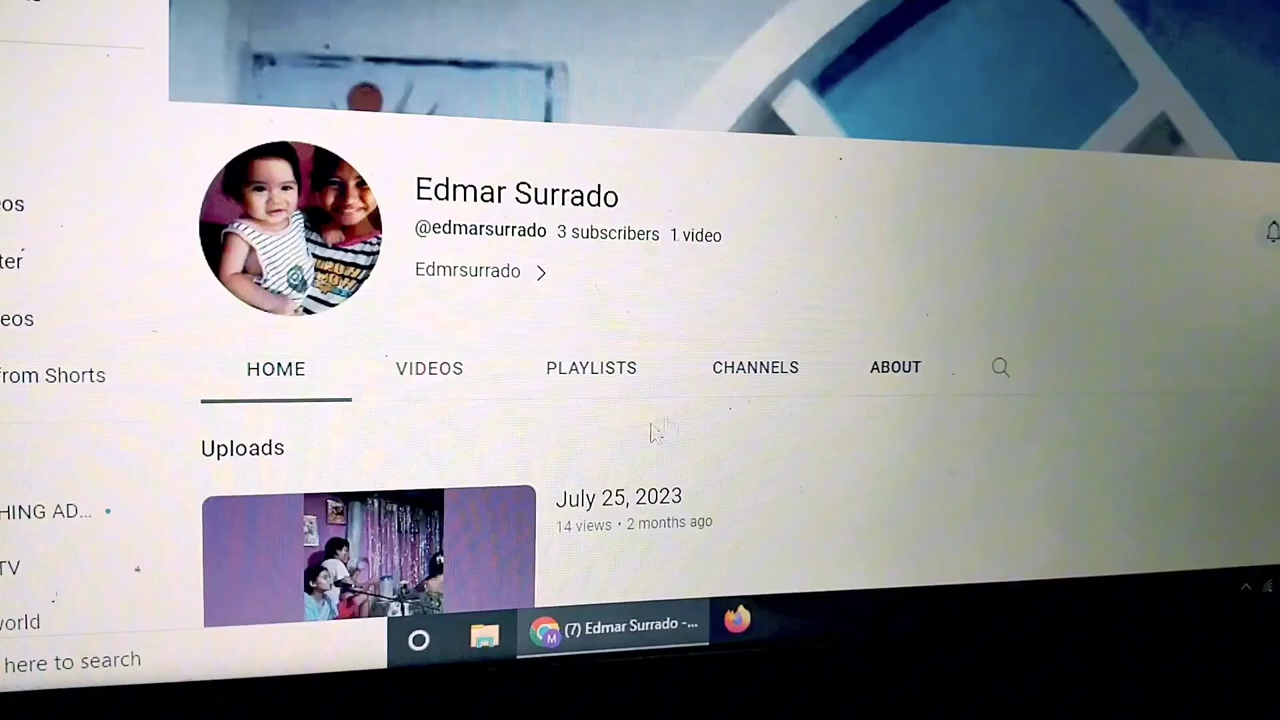 eos
Edmar Surrado
@edmarsurrado 3 subscribers 1 video
ter
Edmrsurrado
eos
HOME VIDEOS PLAYLISTS CHANNELS ABOUT
from Shorts
Uploads
July 25, 2023
HING AD...
14 views • 2 months ago
TV
world
(7) Edmar Surrado -...
here to search